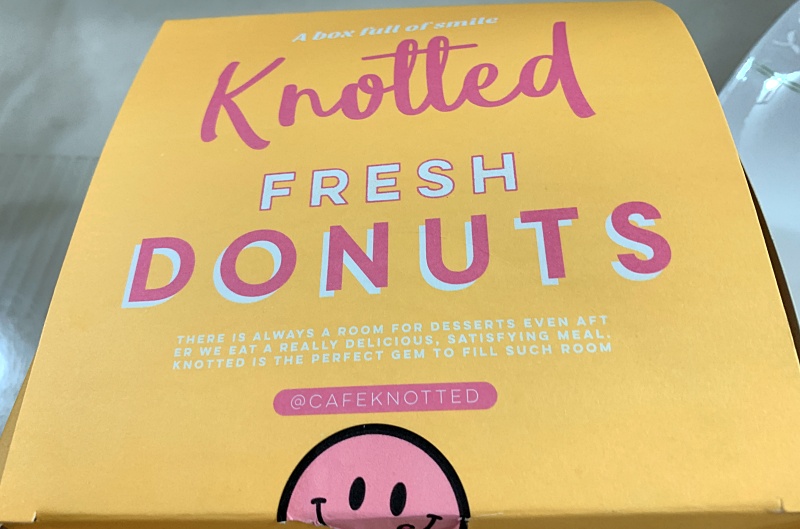 A box full of smile
Knotted
FRESH
DONUTS
THERE IS ALWAYS A ROOM FOR DESSERTS EVEN AFT
ER WE EAT A REALLY DELICIOUS, SATISFYING MEAL.
KNOTTED IS THE PERFECT GEM TO FILL SUCH ROOM
@CAFEKNOTTED